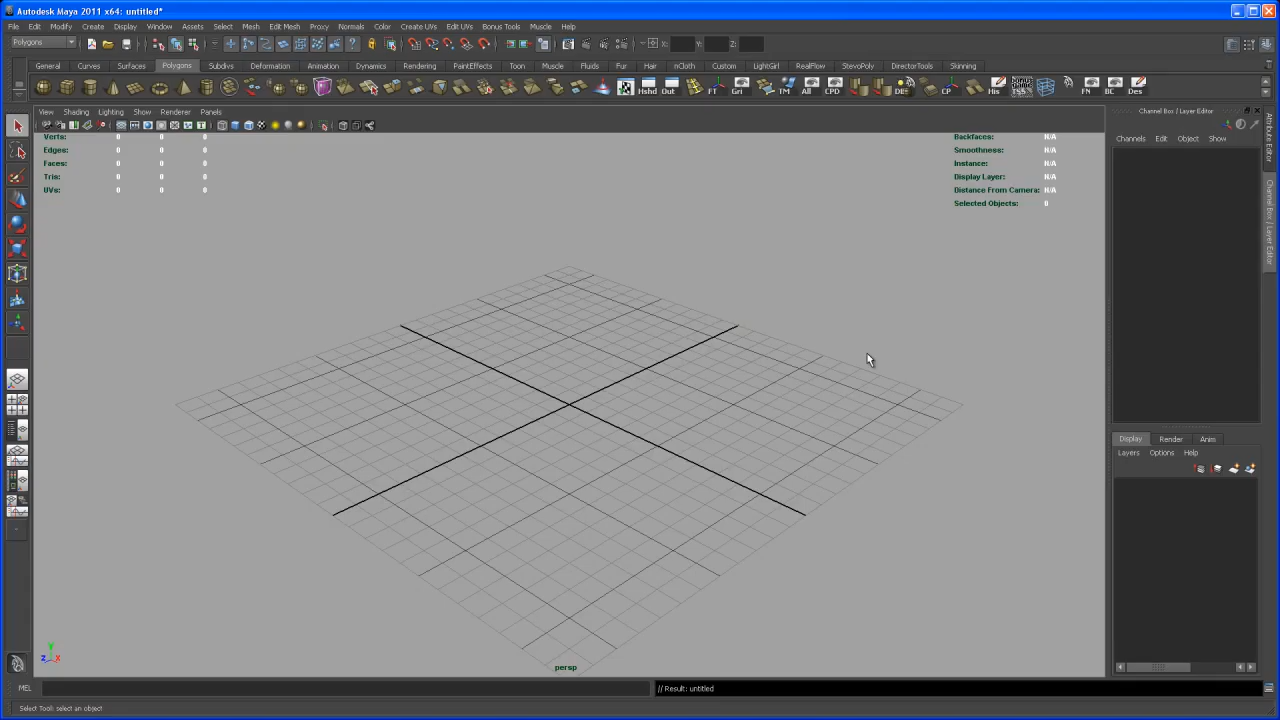 Autodesk Maya 2011 x64: untitled*
File Edit Modify Create Display Window Assets Select Mesh Edit Mesh Proxy Normals Color Create UVs Edit UVs Bonus Tools Muscle Help
Polygons X: Y: Z:
General Curves Surfaces Polygons Subdivs Deformation Animation Dynamics Rendering PaintEffects Toon Muscle Fluids Fur Hair nCloth Custom LightGirl RealFlow StevoPoly DirectorTools Skinning
Hshd Out FT Grt TM All CPD CP His FN BC Des
View Shading Lighting Show Renderer Panels
Channel Box / Layer Editor
Channels Edit Object Show
Attribute Editor
Channel Box / Layer Editor
Verts: 0 0 0
Edges: 0 0 0
Faces: 0 0 0
Tris: 0 0 0
UVs: 0 0 0
Backfaces: N/A
Smoothness: N/A
Instance: N/A
Display Layer: N/A
Distance From Camera: N/A
Selected Objects: 0
Display Render Anim
Layers Options Help
Y
Z X
persp
MEL
// Result: untitled
Select Tool: select an object